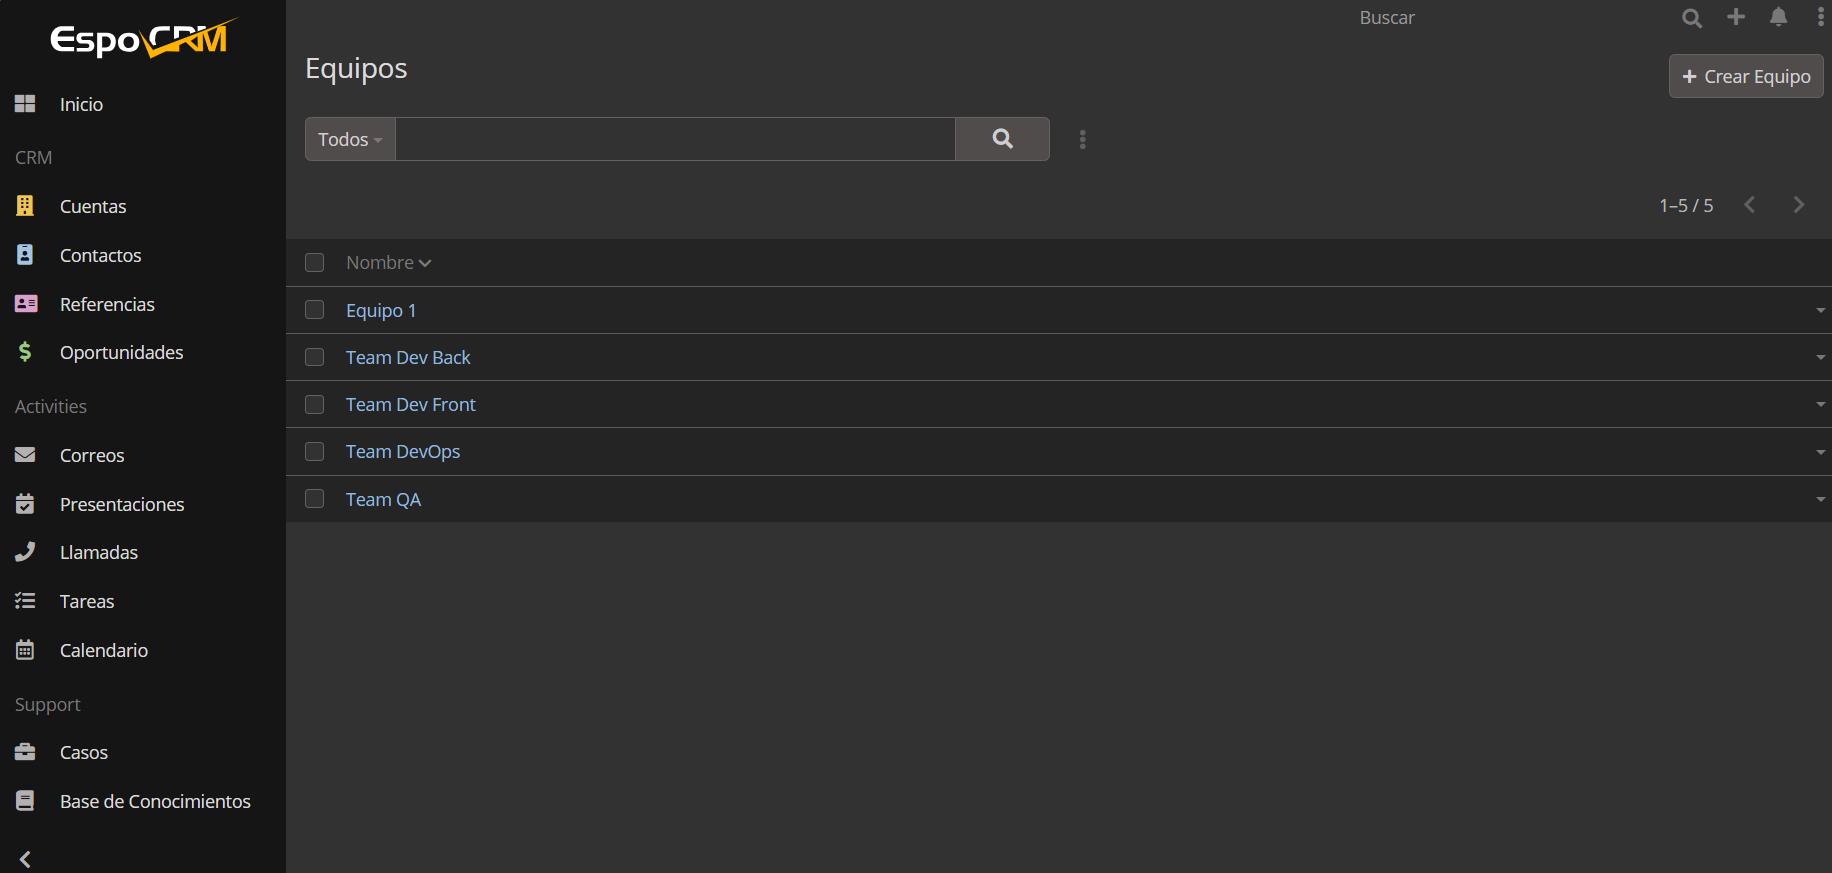 EspoCRM
Buscar
Equipos
+ Crear Equipo
Inicio
Todos
CRM
1–5 / 5
Cuentas
Contactos
Referencias
Oportunidades
Activities
Correos
Presentaciones
Llamadas
Tareas
Calendario
Support
Casos
Base de Conocimientos
Nombre
Equipo 1
Team Dev Back
Team Dev Front
Team DevOps
Team QA